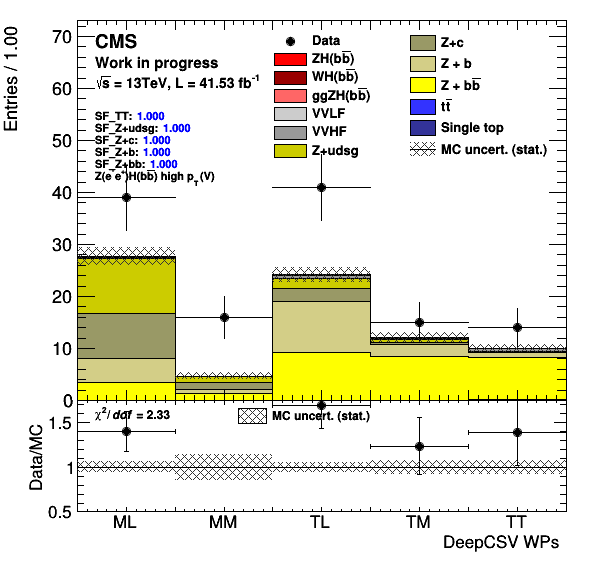 Entries / 1.00
70
60
50
40
30
20
10
0
CMS
Work in progress
√s = 13TeV, L = 41.53 fb⁻¹
SF_TT: 1.000
SF_Z+udsg: 1.000
SF_Z+c: 1.000
SF_Z+b: 1.000
SF_Z+bb: 1.000
Z(e⁻e⁺)H(bb̅) high p_T(V)
Data
ZH(bb̅)
WH(bb̅)
ggZH(bb̅)
VVLF
VVHF
Z+udsg
Z+c
Z + b
Z + bb̅
tt̅
Single top
MC uncert. (stat.)
Data/MC
1.5
1
0.5
χ²/dof = 2.33
MC uncert. (stat.)
ML MM TL TM TT
DeepCSV WPs